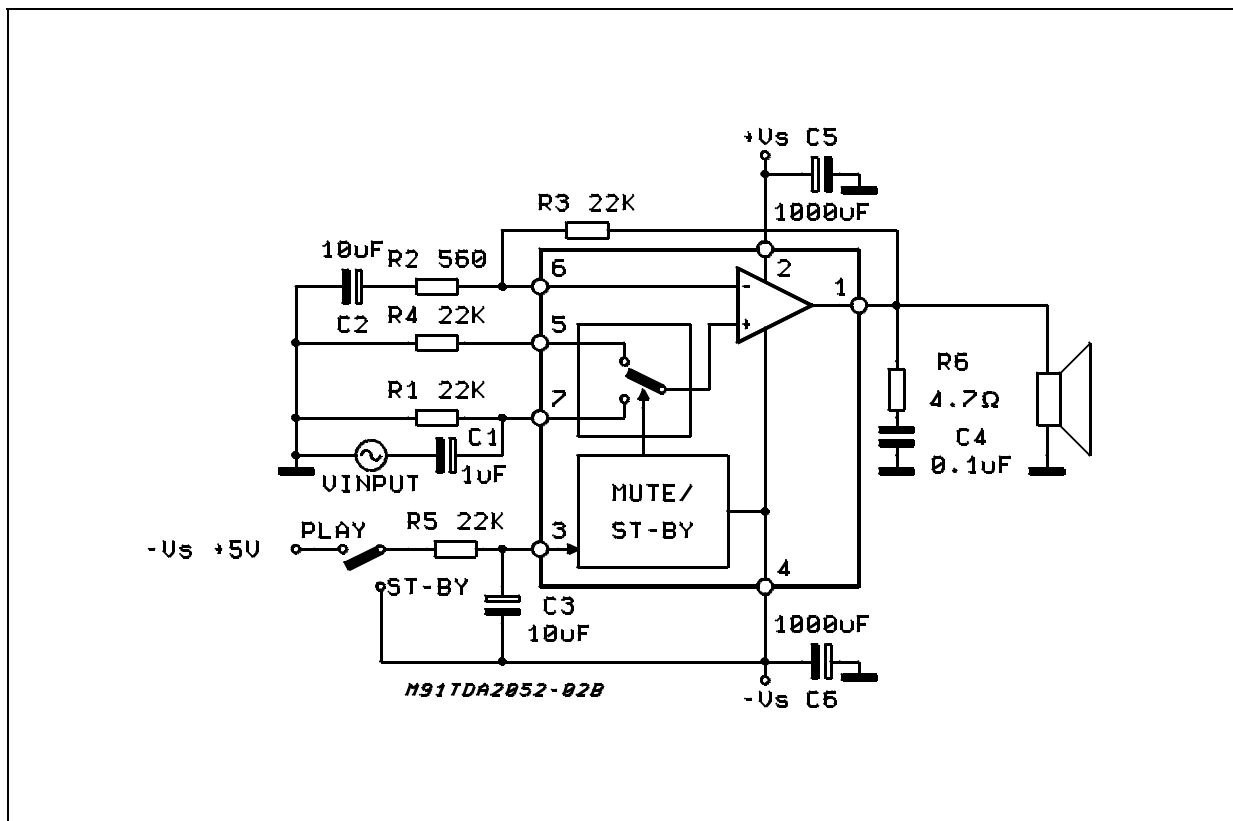 +Vs C5
1000uF
R3 22K
10uF
R2 560
6
2
1
C2
R4 22K
5
-
+
R6
4.7Ω
R1 22K
7
C1
1uF
C4
0.1uF
VINPUT
MUTE/
ST-BY
PLAY
R5 22K
3
-Vs +5V
ST-BY
4
C3
10uF
1000uF
M91TDA2052-02B
-Vs C6